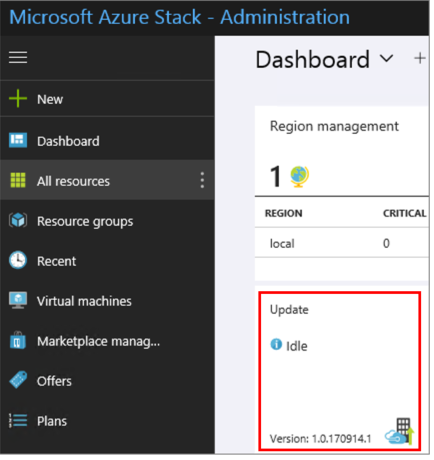 Microsoft Azure Stack - Administration
Dashboard
New
Dashboard
All resources
Resource groups
Recent
Virtual machines
Marketplace manag...
Offers
Plans
Region management
1
REGION CRITICAL
local 0
Update
Idle
Version: 1.0.170914.1